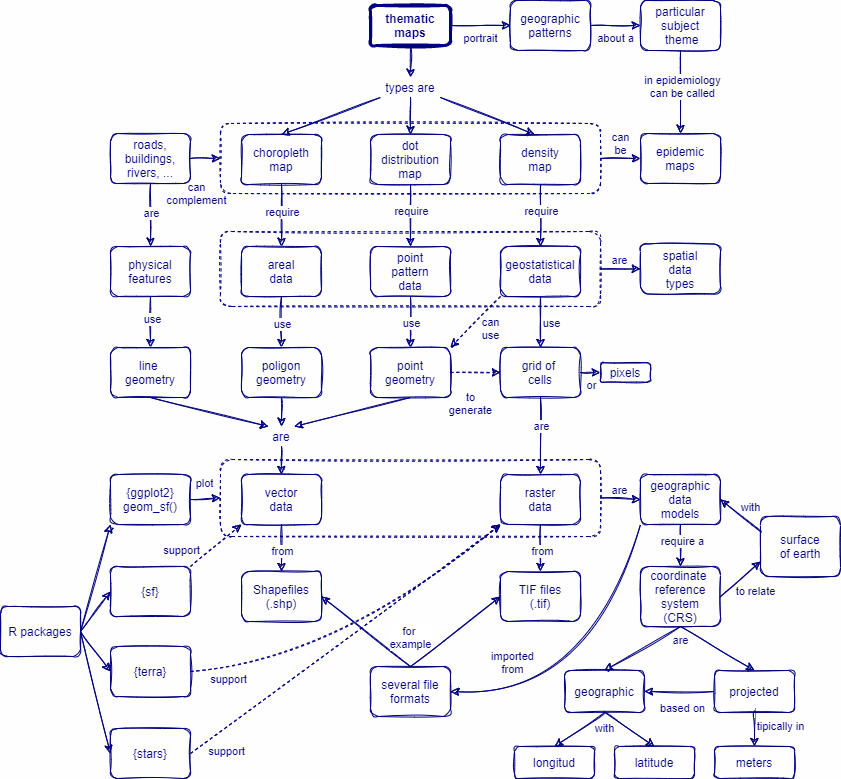 thematic
maps
portrait
geographic
patterns
about a
particular
subject
theme
types are
in epidemiology
can be called
roads,
buildings,
rivers, ...
can
complement
choropleth
map
dot
distribution
map
density
map
can
be
epidemic
maps
are
require
require
require
physical
features
areal
data
point
pattern
data
geostatistical
data
are
spatial
data
types
use
use
use
can
use
use
line
geometry
poligon
geometry
point
geometry
to
generate
grid of
cells
or
pixels
are
are
{ggplot2}
geom_sf()
plot
vector
data
raster
data
are
geographic
data
models
with
surface
of earth
support
from
from
require a
{sf}
Shapefiles
(.shp)
TIF files
(.tif)
coordinate
reference
system
(CRS)
to relate
R packages
for
example
are
{terra}
support
imported
from
several file
formats
geographic
based on
projected
{stars}
support
with
tipically in
longitud
latitude
meters